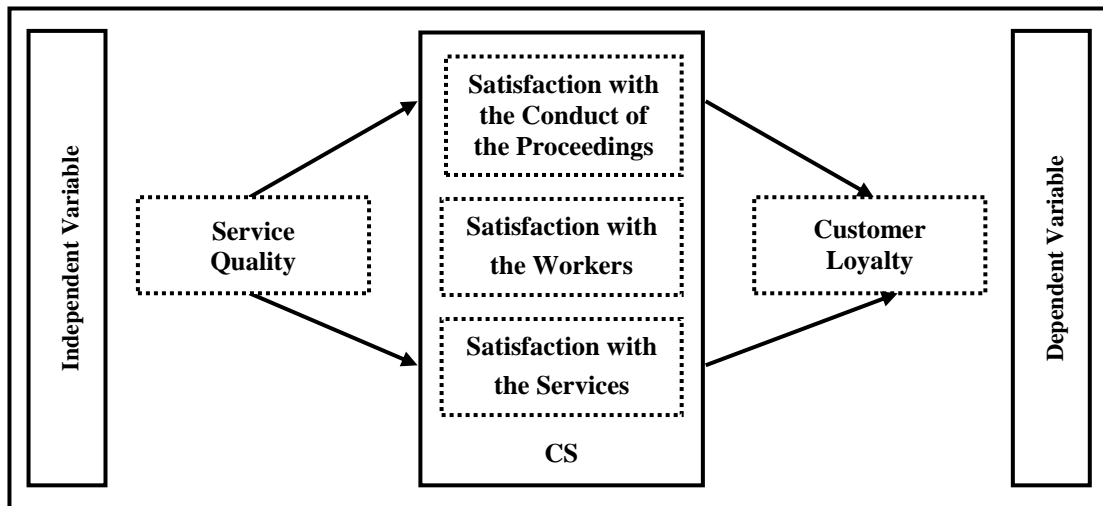 Independent Variable
Service
Quality
Satisfaction with
the Conduct of
the Proceedings
Satisfaction with
the Workers
Satisfaction with
the Services
CS
Customer
Loyalty
Dependent Variable